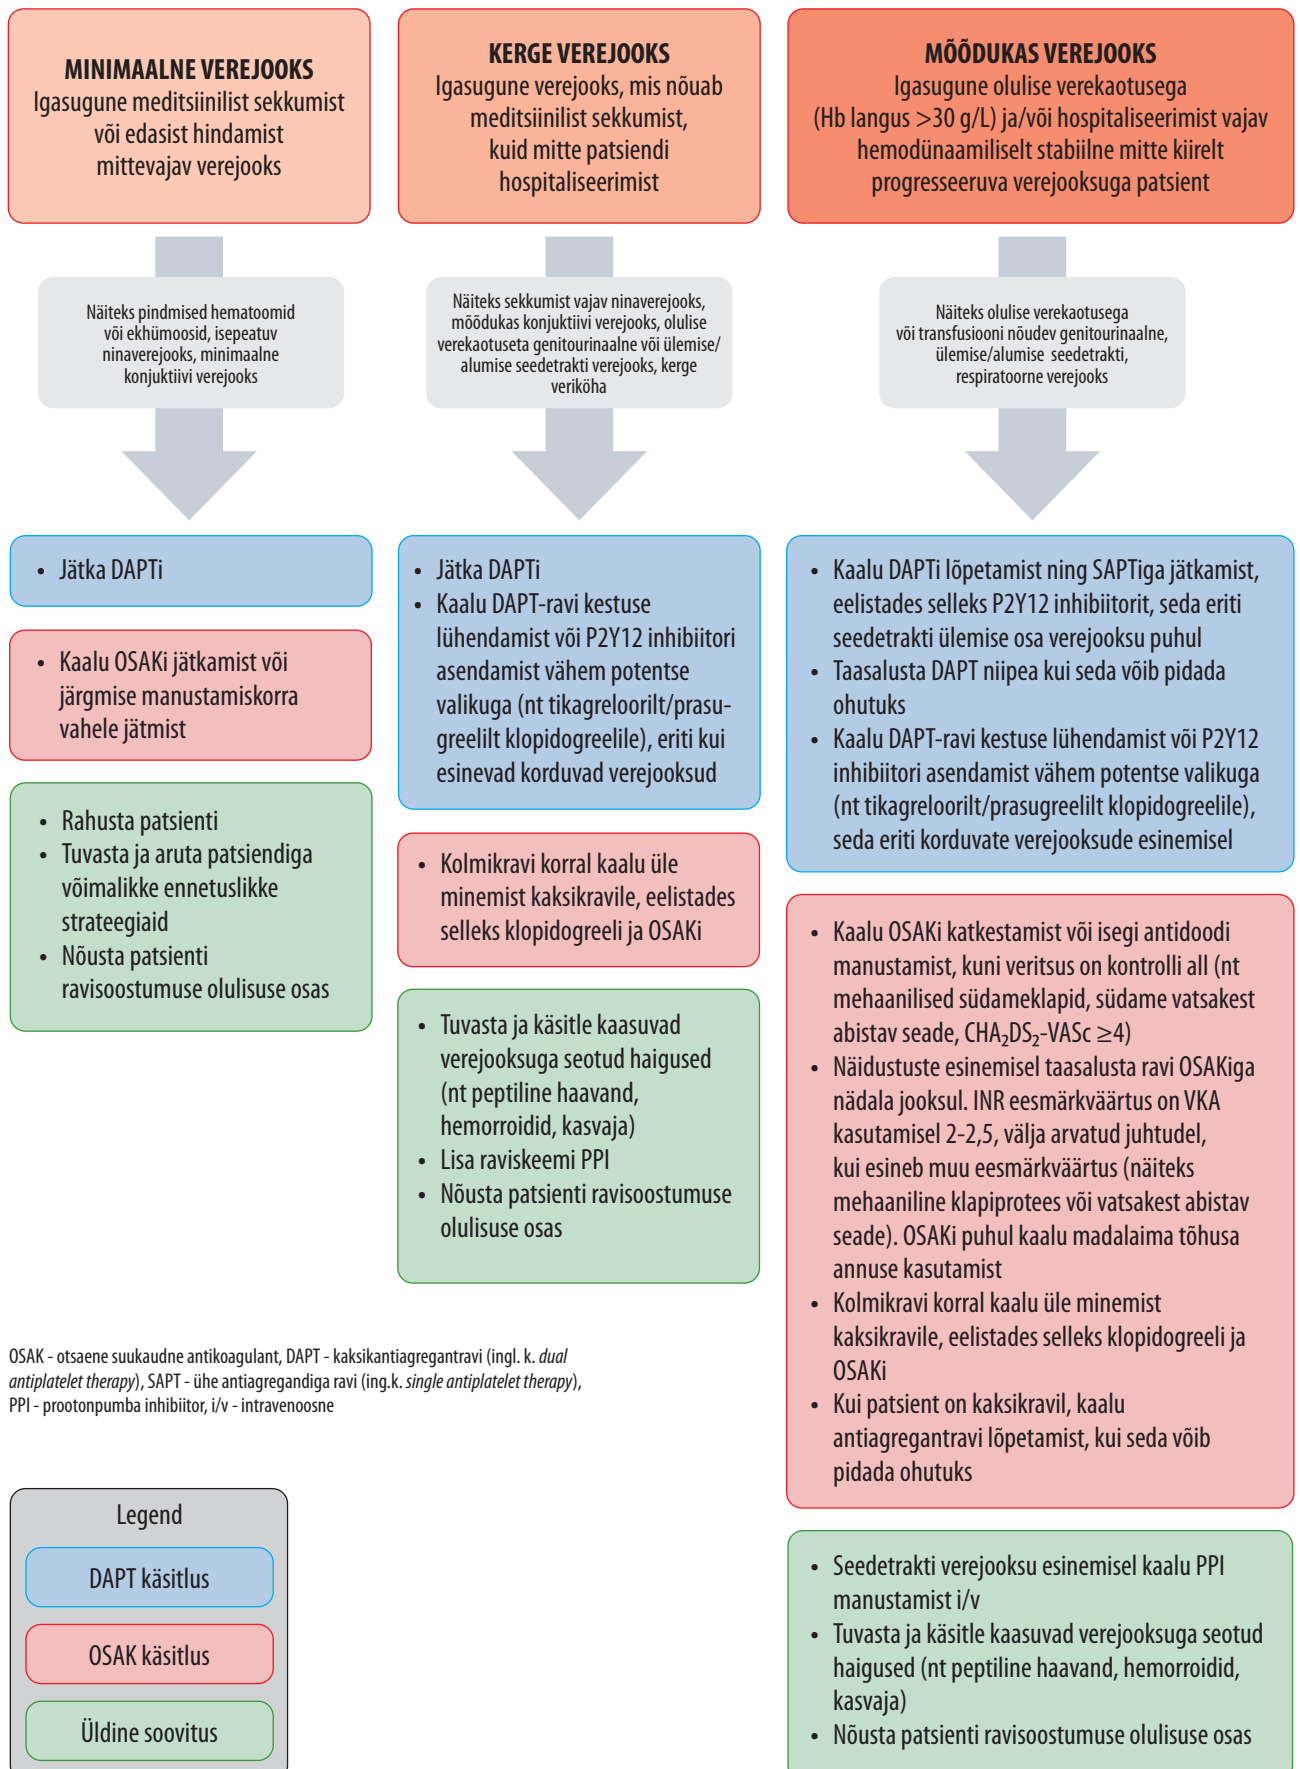 MINIMAALNE VEREJOOKS
Igasugune meditsiinilist sekkumist
või edasist hindamist
mittevajav verejooks
Näiteks pindmised hematoomid
või ekhümoosid, isepeatuv
ninaverejooks, minimaalne
konjuktiivi verejooks
• Jätka DAPTi
• Kaalu OSAKi jätkamist või
järgmise manustamiskorra
vahele jätmist
• Rahusta patsienti
• Tuvasta ja aruta patsiendiga
võimalikke ennetuslikke
strateegiaid
• Nõusta patsienti
ravisoostumuse olulisuse osas
KERGE VEREJOOKS
Igasugune verejooks, mis nõuab
meditsiinilist sekkumist,
kuid mitte patsiendi
hospitaliseerimist
Näiteks sekkumist vajav ninaverejooks,
mõõdukas konjuktiivi verejooks, olulise
verekaotuseta genitourinaalne või ülemise/
alumise seedetrakti verejooks, kerge
veriköha
• Jätka DAPTi
• Kaalu DAPT-ravi kestuse
lühendamist või P2Y12 inhibiitori
asendamist vähem potentse
valikuga (nt tikagreloorilt/prasu-
greelilt klopidogreelile), eriti kui
esinevad korduvad verejooksud
• Kolmikravi korral kaalu üle
minemist kaksikravile, eelistades
selleks klopidogreeli ja OSAKi
• Tuvasta ja käsitle kaasuvad
verejooksuga seotud haigused
(nt peptiline haavand,
hemorroidid, kasvaja)
• Lisa raviskeemi PPI
• Nõusta patsienti ravisoostumuse
olulisuse osas
MÕÕDUKAS VEREJOOKS
Igasugune olulise verekaotusega
(Hb langus >30 g/L) ja/või hospitaliseerimist vajav
hemodünaamiliselt stabiilne mitte kiirelt
progresseeruva verejooksuga patsient
Näiteks olulise verekaotusega
või transfusiooni nõudev genitourinaalne,
ülemise/alumise seedetrakti,
respiratoorne verejooks
• Kaalu DAPTi lõpetamist ning SAPTiga jätkamist,
eelistades selleks P2Y12 inhibiitorit, seda eriti
seedetrakti ülemise osa verejooksu puhul
• Taasalusta DAPT niipea kui seda võib pidada
ohutuks
• Kaalu DAPT-ravi kestuse lühendamist või P2Y12
inhibiitori asendamist vähem potentse valikuga
(nt tikagreloorilt/prasugreelilt klopidogreelile),
seda eriti korduvate verejooksude esinemisel
• Kaalu OSAKi katkestamist või isegi antidoodi
manustamist, kuni veritsus on kontrolli all (nt
mehaanilised südameklapid, südame vatsakest
abistav seade, CHA₂DS₂-VASc ≥4)
• Näidustuste esinemisel taasalusta ravi OSAKiga
nädala jooksul. INR eesmärkväärtus on VKA
kasutamisel 2-2,5, välja arvatud juhtudel,
kui esineb muu eesmärkväärtus (näiteks
mehaaniline klapiprotees või vatsakest abistav
seade). OSAKi puhul kaalu madalaima tõhusa
annuse kasutamist
• Kolmikravi korral kaalu üle minemist
kaksikravile, eelistades selleks klopidogreeli ja
OSAKi
• Kui patsient on kaksikravil, kaalu
antiagregantravi lõpetamist, kui seda võib
pidada ohutuks
• Seedetrakti verejooksu esinemisel kaalu PPI
manustamist i/v
• Tuvasta ja käsitle kaasuvad verejooksuga seotud
haigused (nt peptiline haavand, hemorroidid,
kasvaja)
• Nõusta patsienti ravisoostumuse olulisuse osas
OSAK - otsaene suukaudne antikoagulant, DAPT - kaksikantiagregantravi (ingl. k. dual
antiplatelet therapy), SAPT - ühe antiagregandiga ravi (ing.k. single antiplatelet therapy),
PPI - prootonpumba inhibiitor, i/v - intravenoosne
Legend
DAPT käsitlus
OSAK käsitlus
Üldine soovitus